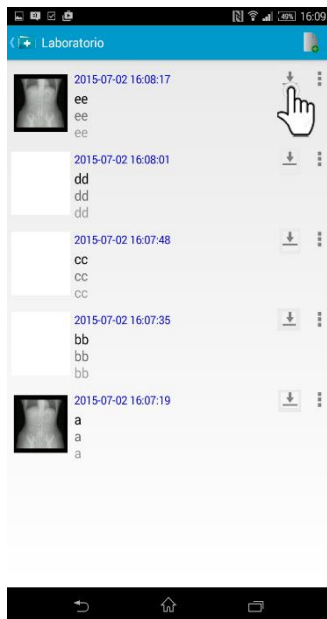 49% 16:09
Laboratorio
2015-07-02 16:08:17
ee
ee
ee
2015-07-02 16:08:01
dd
dd
dd
2015-07-02 16:07:48
cc
cc
cc
2015-07-02 16:07:35
bb
bb
bb
2015-07-02 16:07:19
a
a
a